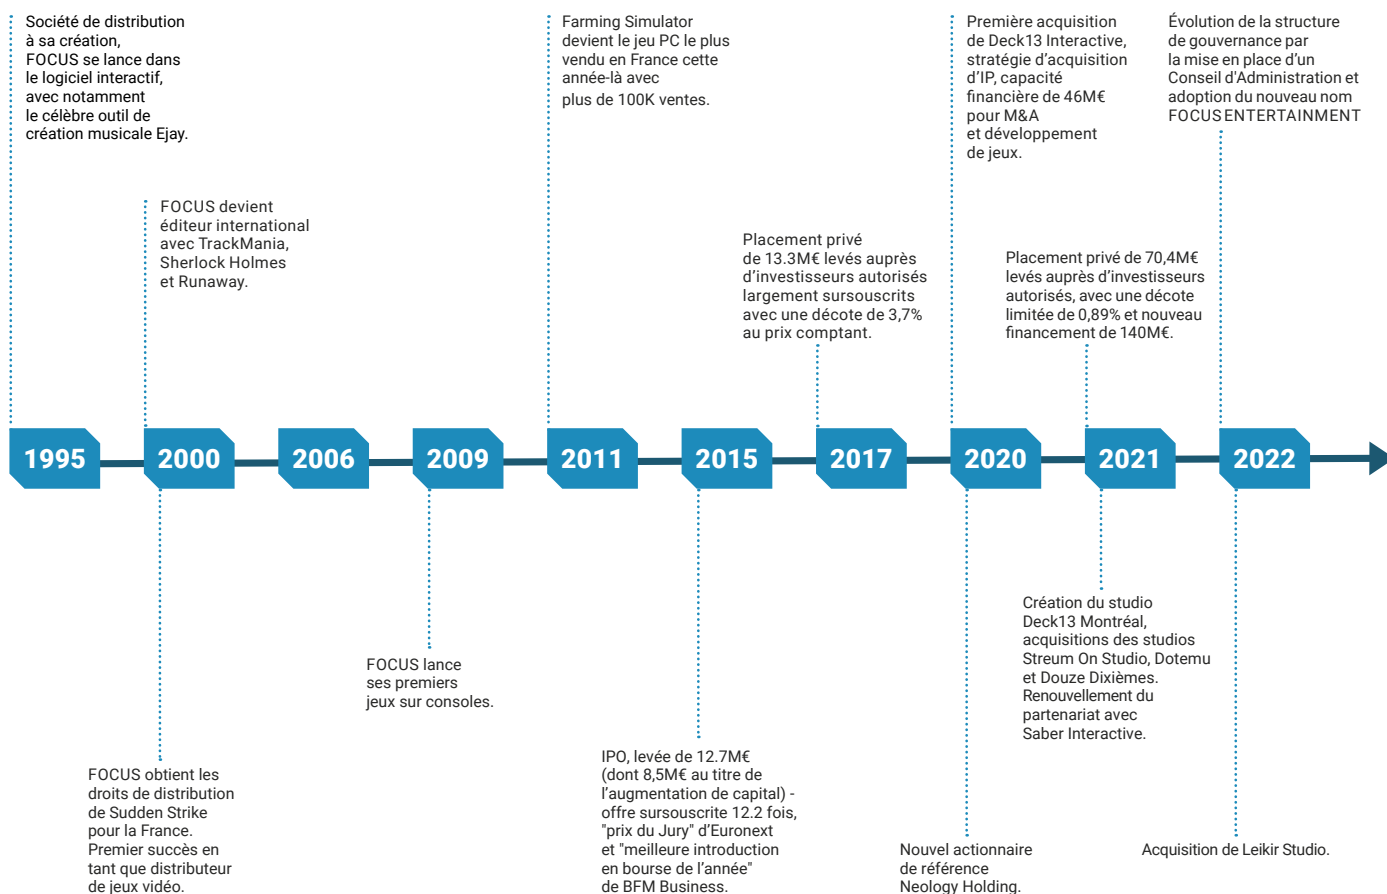 Société de distribution
à sa création,
FOCUS se lance dans
le logiciel interactif,
avec notamment
le célèbre outil de
création musicale Ejay.
FOCUS devient
éditeur international
avec TrackMania,
Sherlock Holmes
et Runaway.
Farming Simulator
devient le jeu PC le plus
vendu en France cette
année-là avec
plus de 100K ventes.
Placement privé
de 13.3M€ levés auprès
d’investisseurs autorisés
largement sursouscrits
avec une décote de 3,7%
au prix comptant.
Première acquisition
de Deck13 Interactive,
stratégie d’acquisition
d’IP, capacité
financière de 46M€
pour M&A
et développement
de jeux.
Placement privé de 70,4M€
levés auprès d’investisseurs
autorisés, avec une décote
limitée de 0,89% et nouveau
financement de 140M€.
Évolution de la structure
de gouvernance par
la mise en place d’un
Conseil d'Administration et
adoption du nouveau nom
FOCUS ENTERTAINMENT
1995
2000
2006
2009
2011
2015
2017
2020
2021
2022
FOCUS obtient les
droits de distribution
de Sudden Strike
pour la France.
Premier succès en
tant que distributeur
de jeux vidéo.
FOCUS lance
ses premiers
jeux sur consoles.
IPO, levée de 12.7M€
(dont 8,5M€ au titre de
l’augmentation de capital) -
offre sursouscrite 12.2 fois,
"prix du Jury" d’Euronext
et "meilleure introduction
en bourse de l’année"
de BFM Business.
Nouvel actionnaire
de référence
Neology Holding.
Création du studio
Deck13 Montréal,
acquisitions des studios
Streum On Studio, Dotemu
et Douze Dixièmes.
Renouvellement du
partenariat avec
Saber Interactive.
Acquisition de Leikir Studio.